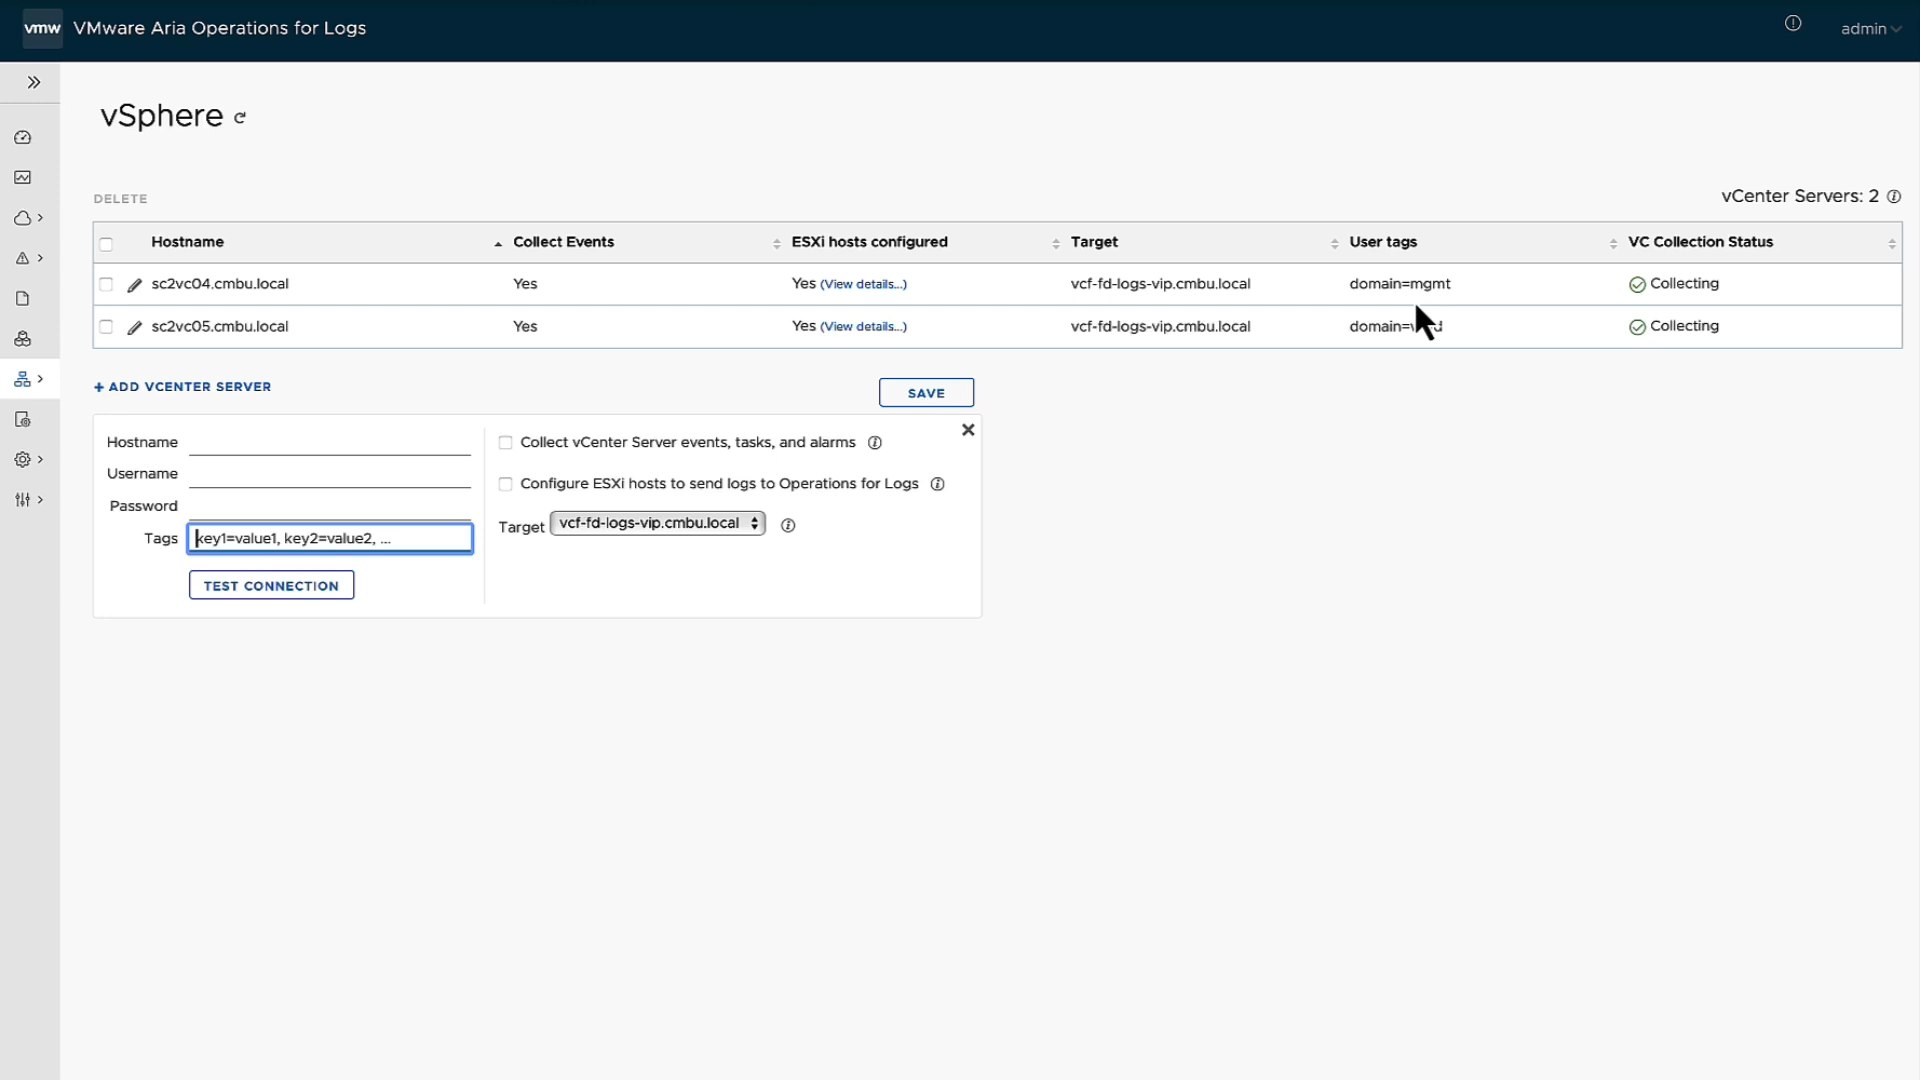 vmw VMware Aria Operations for Logs
admin
vSphere
DELETE
vCenter Servers: 2
Hostname Collect Events ESXi hosts configured Target User tags VC Collection Status
sc2vc04.cmbu.local Yes Yes (View details...) vcf-fd-logs-vip.cmbu.local domain=mgmt Collecting
sc2vc05.cmbu.local Yes Yes (View details...) vcf-fd-logs-vip.cmbu.local Collecting
+ ADD VCENTER SERVER
SAVE
Hostname
Username
Password
Tags key1=value1, key2=value2, ...
TEST CONNECTION
Collect vCenter Server events, tasks, and alarms
Configure ESXi hosts to send logs to Operations for Logs
Target vcf-fd-logs-vip.cmbu.local